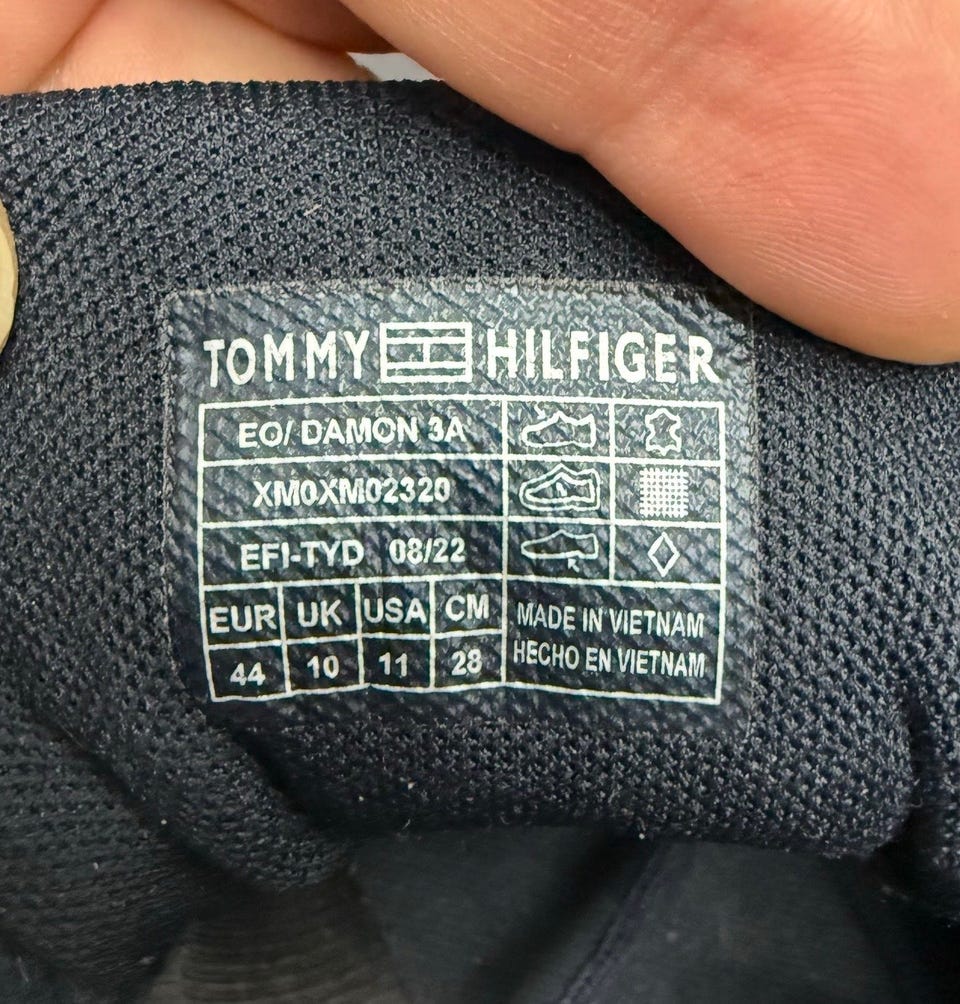 TOMMY HILFIGER
EO/ DAMON 3A
XM0XM02320
EFI-TYD 08/22
EUR UK USA CM
44 10 11 28
MADE IN VIETNAM
HECHO EN VIETNAM